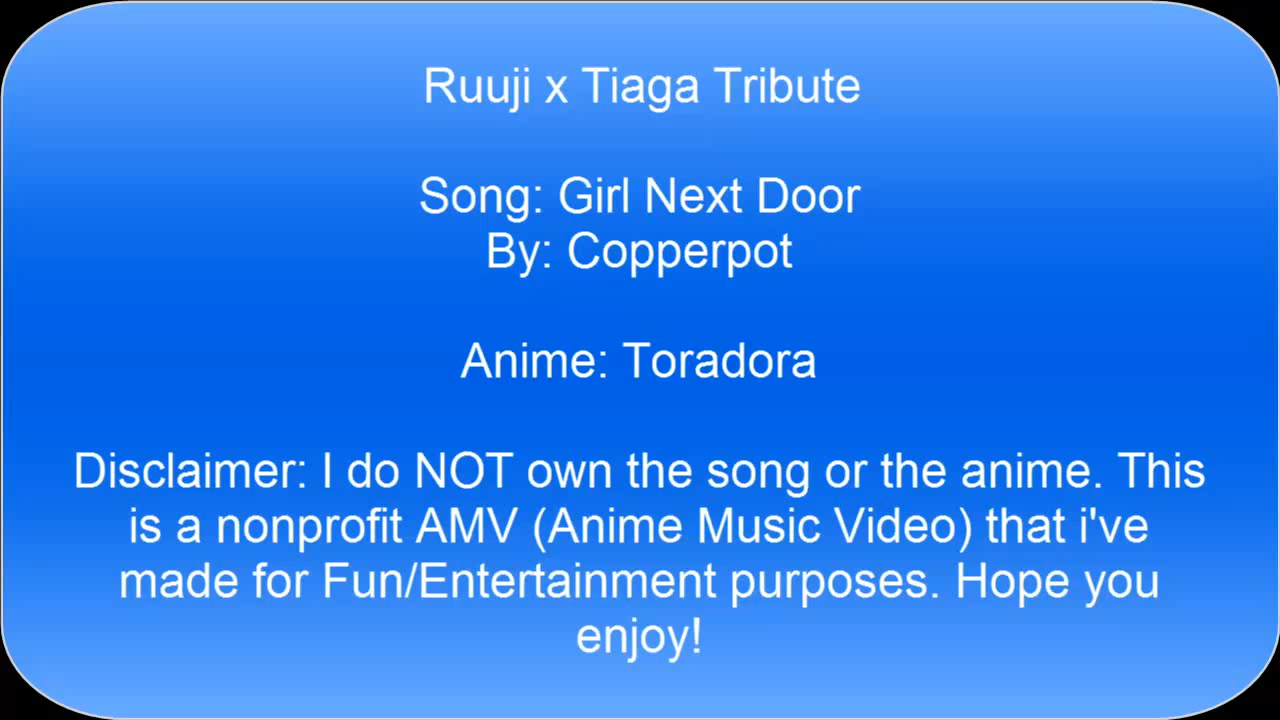 Ruuji x Tiaga Tribute
Song: Girl Next Door
By: Copperpot
Anime: Toradora
Disclaimer: I do NOT own the song or the anime. This
is a nonprofit AMV (Anime Music Video) that i've
made for Fun/Entertainment purposes. Hope you
enjoy!